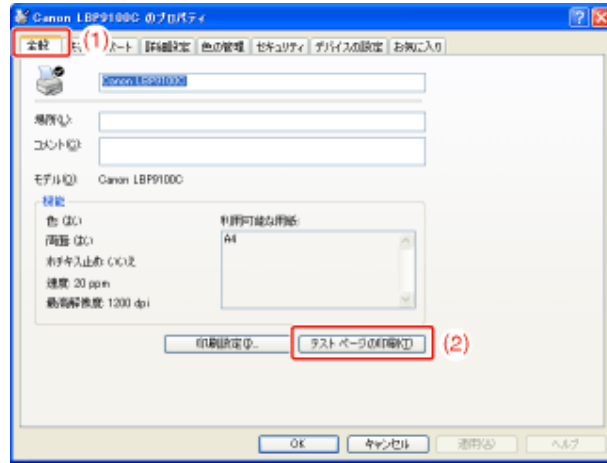 Canon LBP9100C のプロパティ
全般 ポート 詳細設定 色の管理 セキュリティ デバイスの設定 お気に入り
(1)
Canon LBP9100C
場所(L):
コメント(C):
モデル(O): Canon LBP9100C
機能
色: はい
両面: はい
ホチキス止め: いいえ
速度: 20 ppm
最高解像度: 1200 dpi
利用可能な用紙:
A4
印刷設定(I)...
テスト ページの印刷(T)
(2)
OK キャンセル 適用(A) ヘルプ